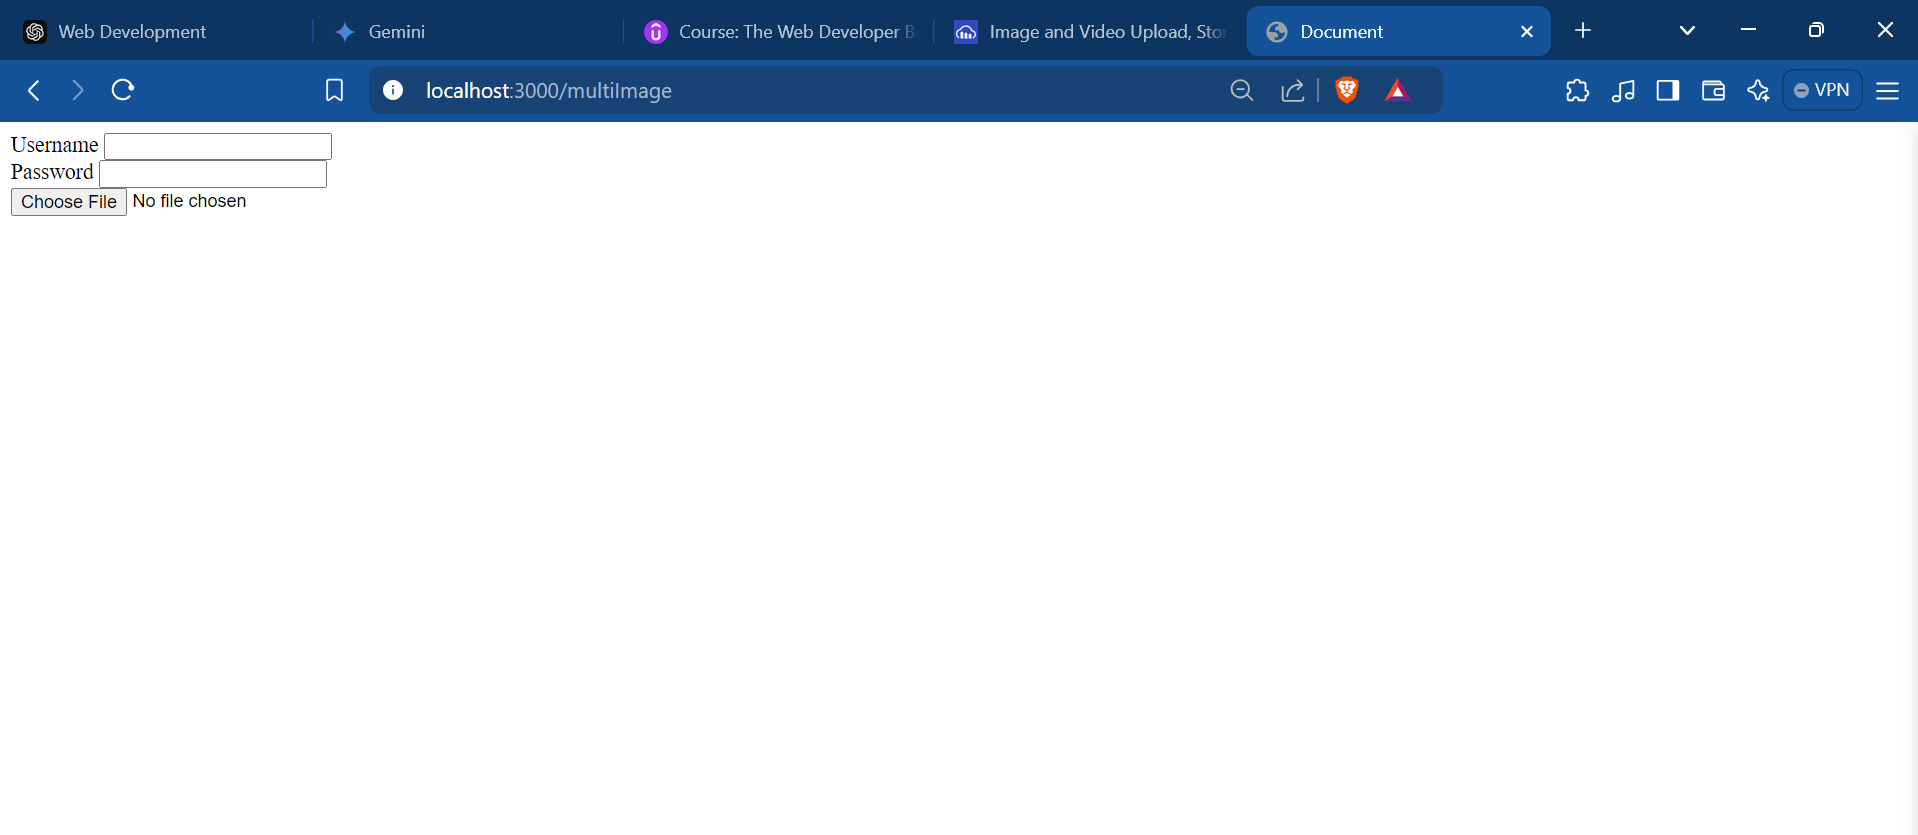 Web Development
Gemini
Course: The Web Developer B
Image and Video Upload, Stor
Document
localhost:3000/multiImage
VPN
Username
Password
Choose File No file chosen